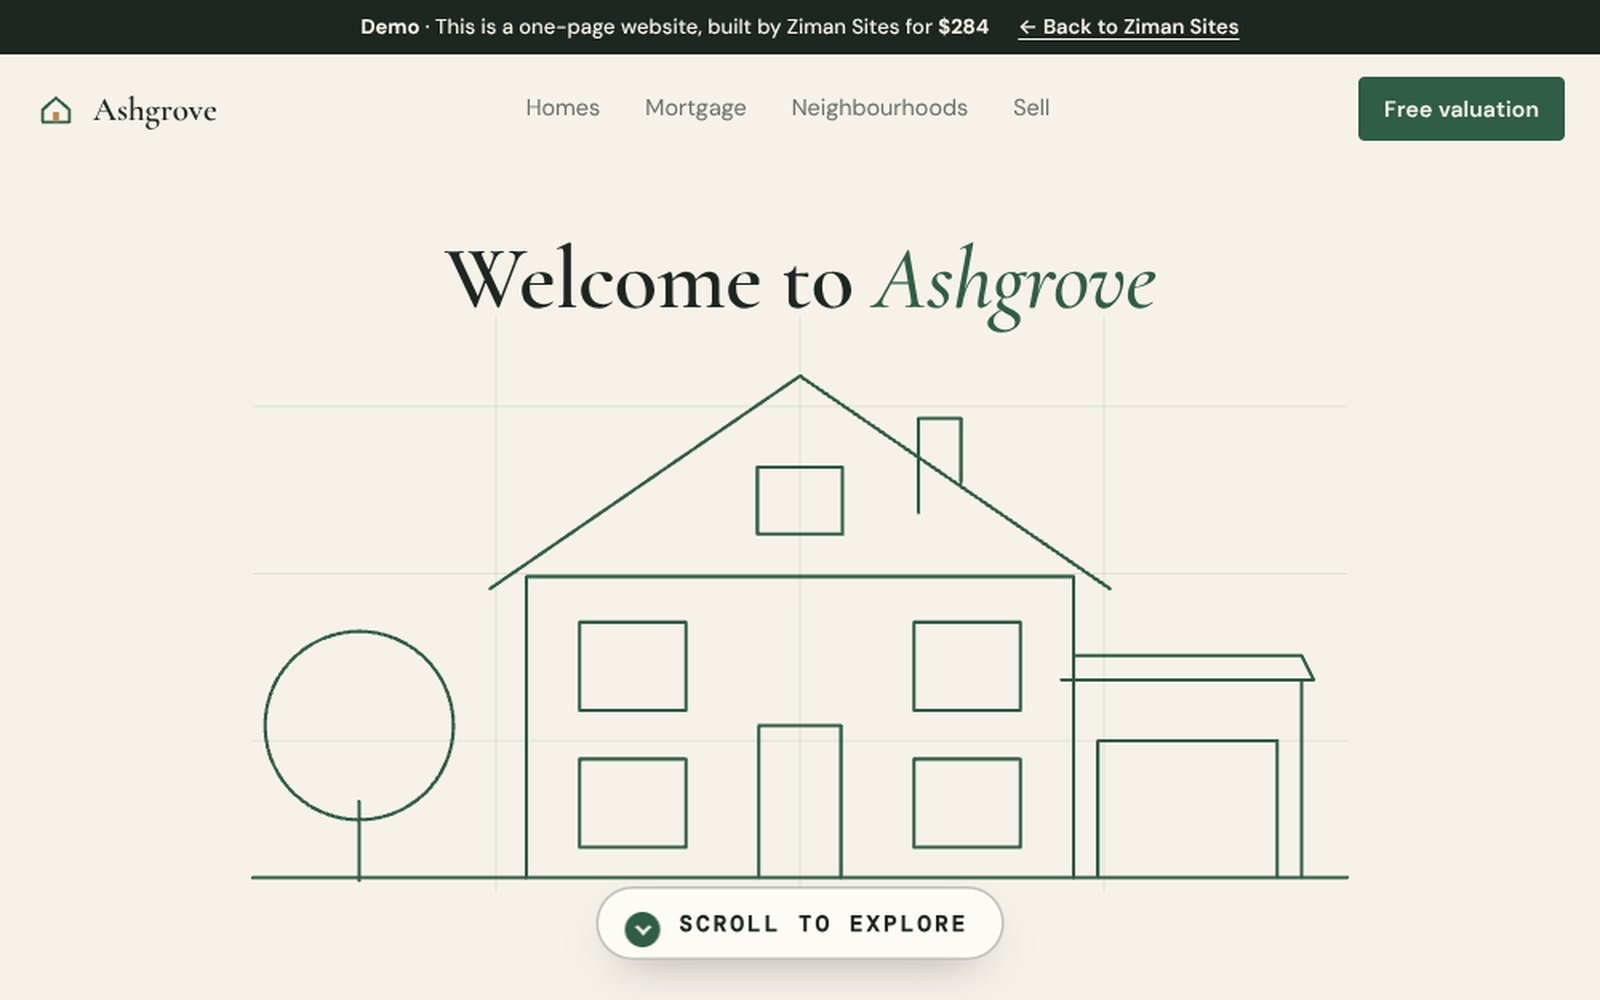 Demo · This is a one-page website, built by Ziman Sites for $284 ← Back to Ziman Sites
Ashgrove
Homes Mortgage Neighbourhoods Sell
Free valuation
Welcome to Ashgrove
SCROLL TO EXPLORE